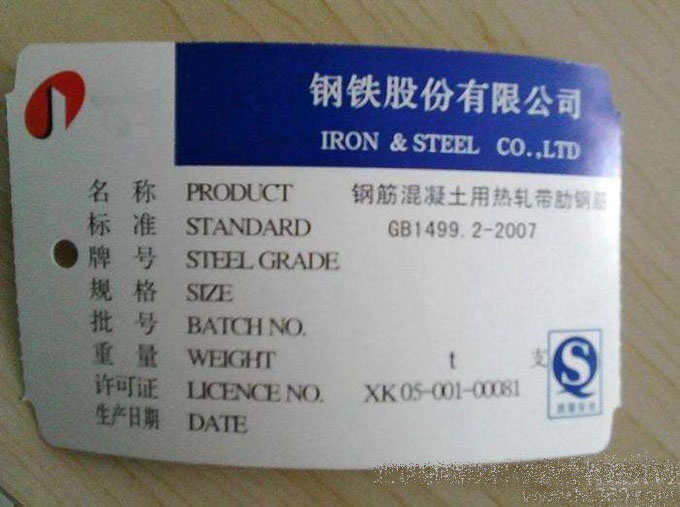 钢铁股份有限公司
IRON & STEEL CO.,LTD
名称 PRODUCT 钢筋混凝土用热轧带肋钢筋
标准 STANDARD GB1499.2-2007
牌号 STEEL GRADE
规格 SIZE
批号 BATCH NO.
重量 WEIGHT t 支
许可证 LICENCE NO. XK 05-001-00081
生产日期 DATE